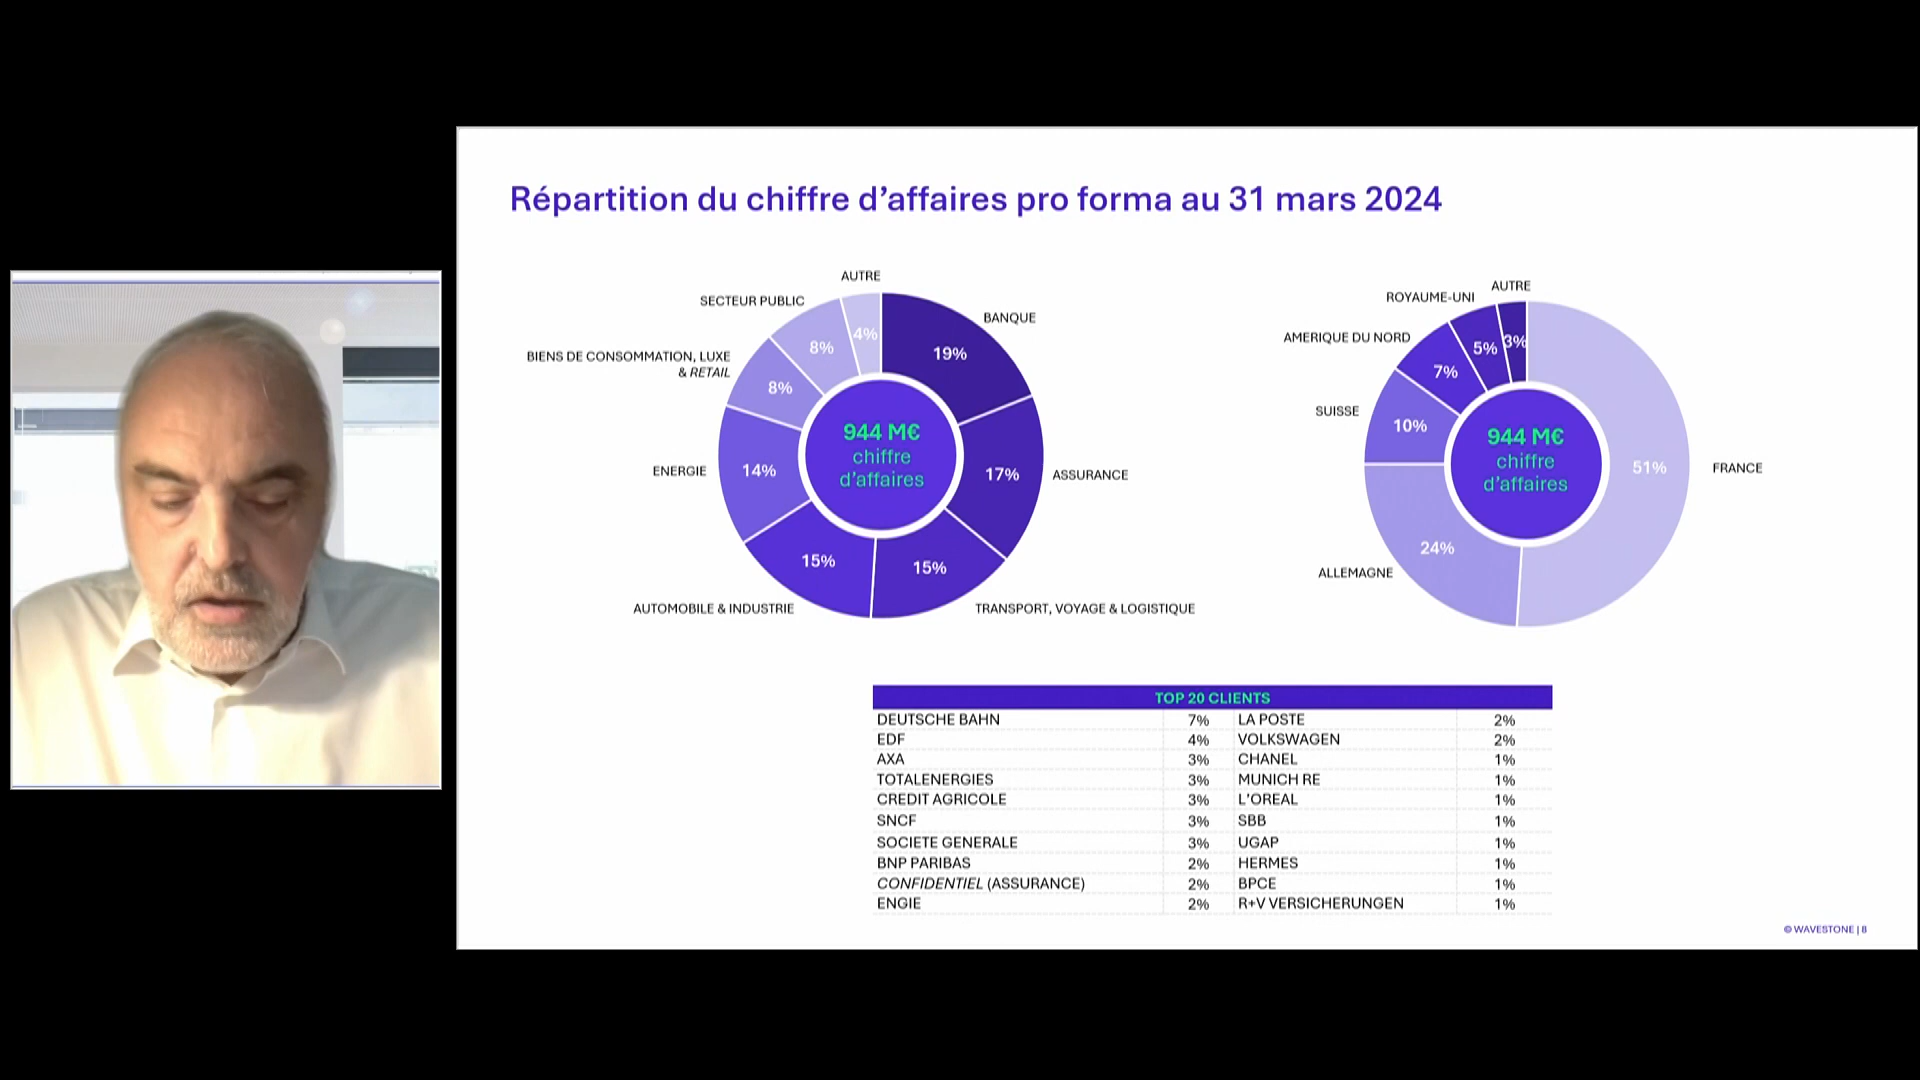 Répartition du chiffre d’affaires pro forma au 31 mars 2024
AUTRE
SECTEUR PUBLIC
BANQUE
BIENS DE CONSOMMATION, LUXE
& RETAIL
4%
8%
19%
8%
944 M€
chiffre
d’affaires
ENERGIE
14%
17%
ASSURANCE
15%
15%
AUTOMOBILE & INDUSTRIE
TRANSPORT, VOYAGE & LOGISTIQUE
AUTRE
ROYAUME-UNI
AMERIQUE DU NORD
3%
5%
7%
SUISSE
10%
944 M€
chiffre
d’affaires
51%
FRANCE
24%
ALLEMAGNE
TOP 20 CLIENTS
DEUTSCHE BAHN 7% LA POSTE 2%
EDF 4% VOLKSWAGEN 2%
AXA 3% CHANEL 1%
TOTALENERGIES 3% MUNICH RE 1%
CREDIT AGRICOLE 3% L’OREAL 1%
SNCF 3% SBB 1%
SOCIETE GENERALE 3% UGAP 1%
BNP PARIBAS 2% HERMES 1%
CONFIDENTIEL (ASSURANCE) 2% BPCE 1%
ENGIE 2% R+V VERSICHERUNGEN 1%
© WAVESTONE | 8